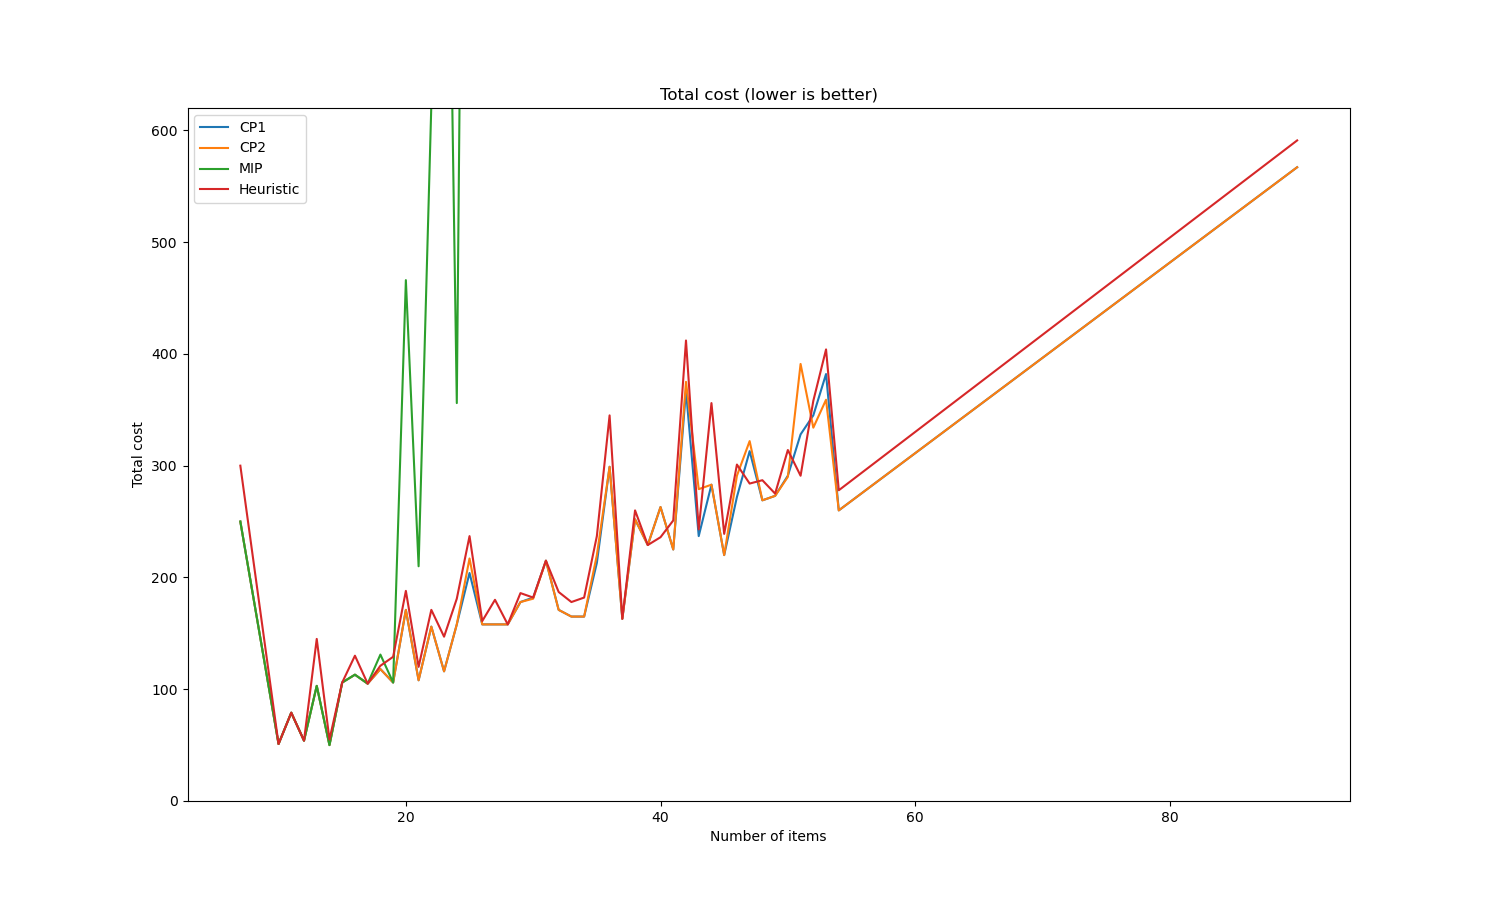 Total cost (lower is better)
CP1
CP2
MIP
Heuristic
600
500
400
300
200
100
0
Total cost
20
40
60
80
Number of items